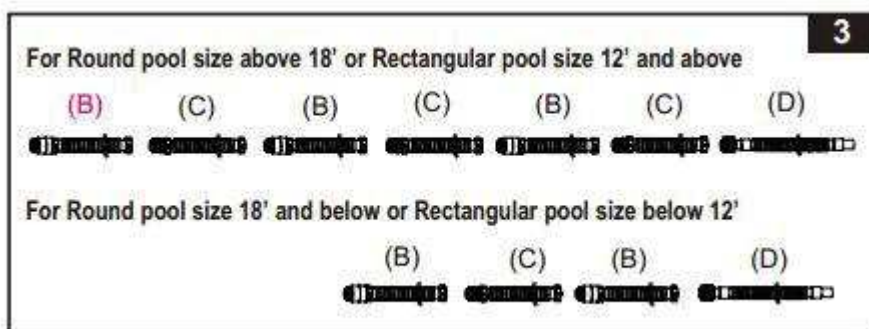 3
For Round pool size above 18' or Rectangular pool size 12' and above
(B) (C) (B) (C) (B) (C) (D)
For Round pool size 18' and below or Rectangular pool size below 12'
(B) (C) (B) (D)